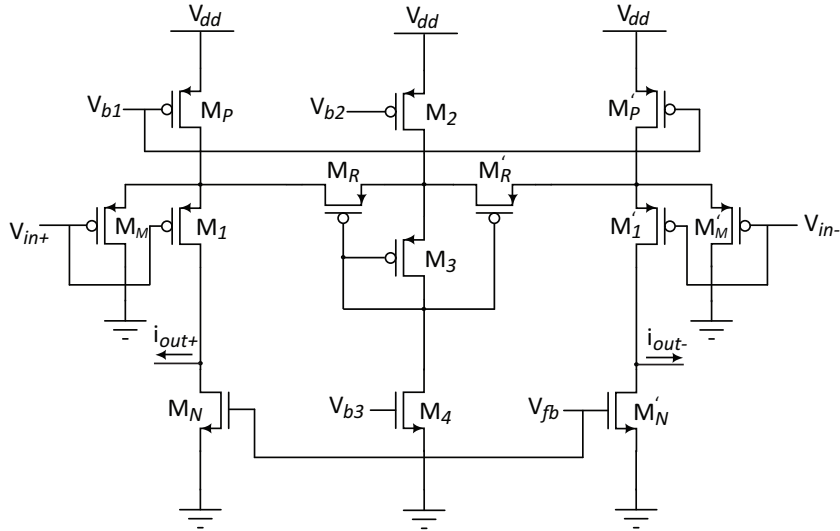 Vdd Vdd Vdd
Vb1 MP Vb2 M2 M'P
MR M'R
Vin+ MM M1 M3 M'1 M'M Vin-
iout+ iout-
MN Vb3 M4 Vfb M'N